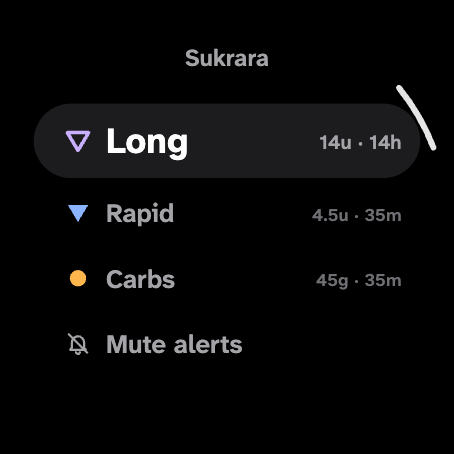 Sukrara
Long 14u · 14h
Rapid 4.5u · 35m
Carbs 45g · 35m
Mute alerts